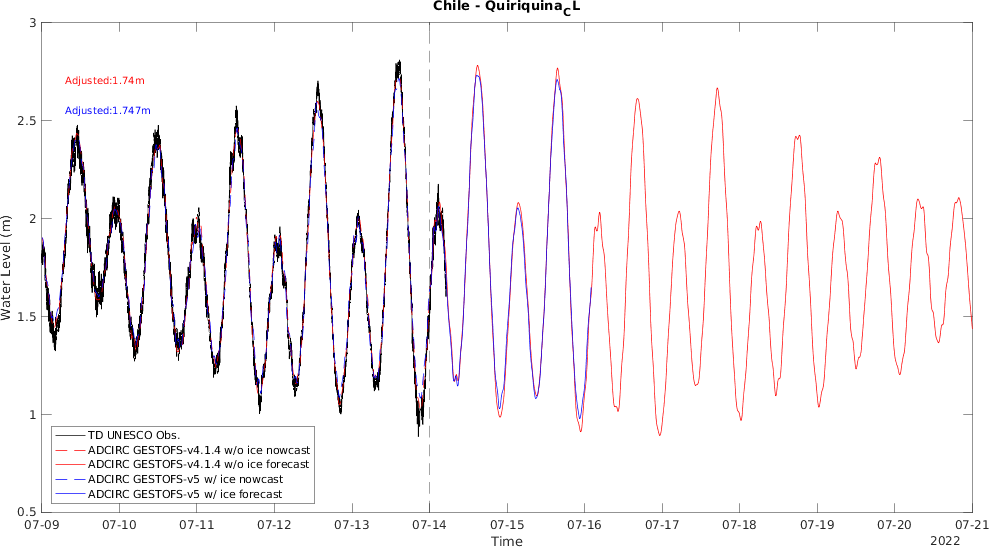 Chile - Quiriquina_CL
3
Adjusted:1.74m
Adjusted:1.747m
2.5
2
Water Level (m)
1.5
1
TD UNESCO Obs.
ADCIRC GESTOFS-v4.1.4 w/o ice nowcast
ADCIRC GESTOFS-v4.1.4 w/o ice forecast
ADCIRC GESTOFS-v5 w/ ice nowcast
ADCIRC GESTOFS-v5 w/ ice forecast
0.5
07-09 07-10 07-11 07-12 07-13 07-14 07-15 07-16 07-17 07-18 07-19 07-20 07-21
Time
2022